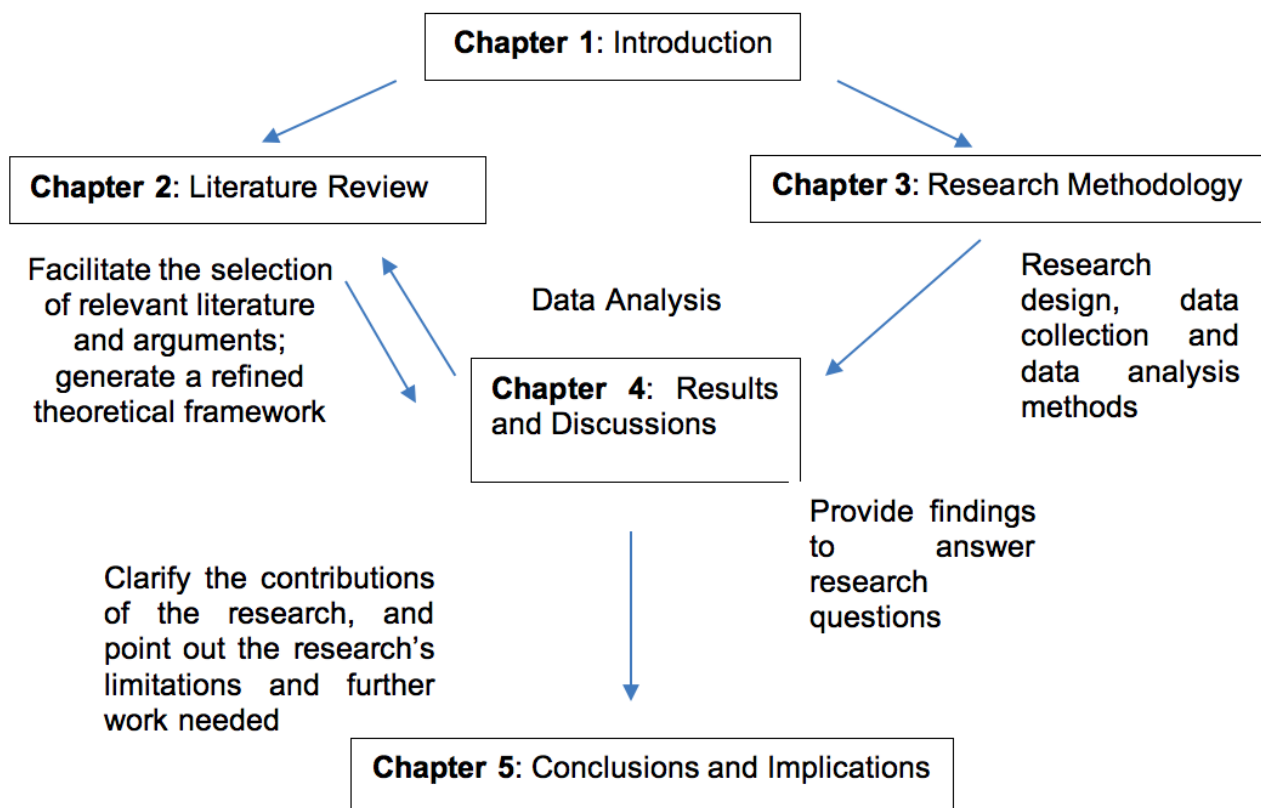 Chapter 1: Introduction
Chapter 2: Literature Review
Chapter 3: Research Methodology
Facilitate the selection
of relevant literature
and arguments;
generate a refined
theoretical framework
Data Analysis
Research
design, data
collection and
data analysis
methods
Chapter 4: Results
and Discussions
Provide findings
to answer
research
questions
Clarify the contributions
of the research, and
point out the research's
limitations and further
work needed
Chapter 5: Conclusions and Implications